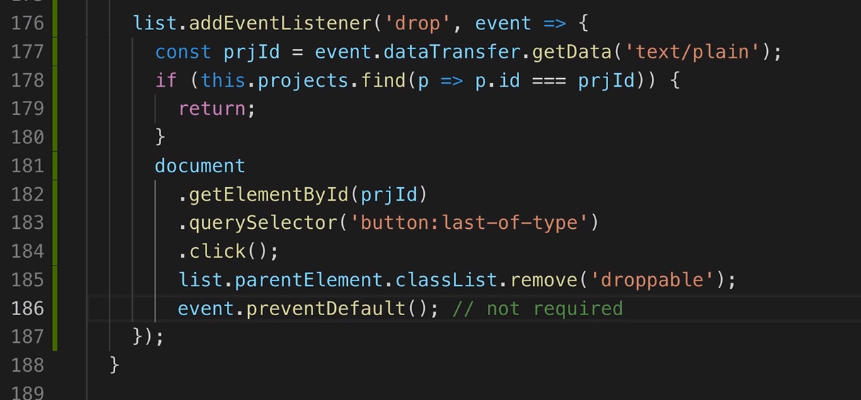 176 list.addEventListener('drop', event => {
177 const prjId = event.dataTransfer.getData('text/plain');
178 if (this.projects.find(p => p.id === prjId)) {
179 return;
180 }
181 document
182 .getElementById(prjId)
183 .querySelector('button:last-of-type')
184 .click();
185 list.parentElement.classList.remove('droppable');
186 event.preventDefault(); // not required
187 });
188 }
189